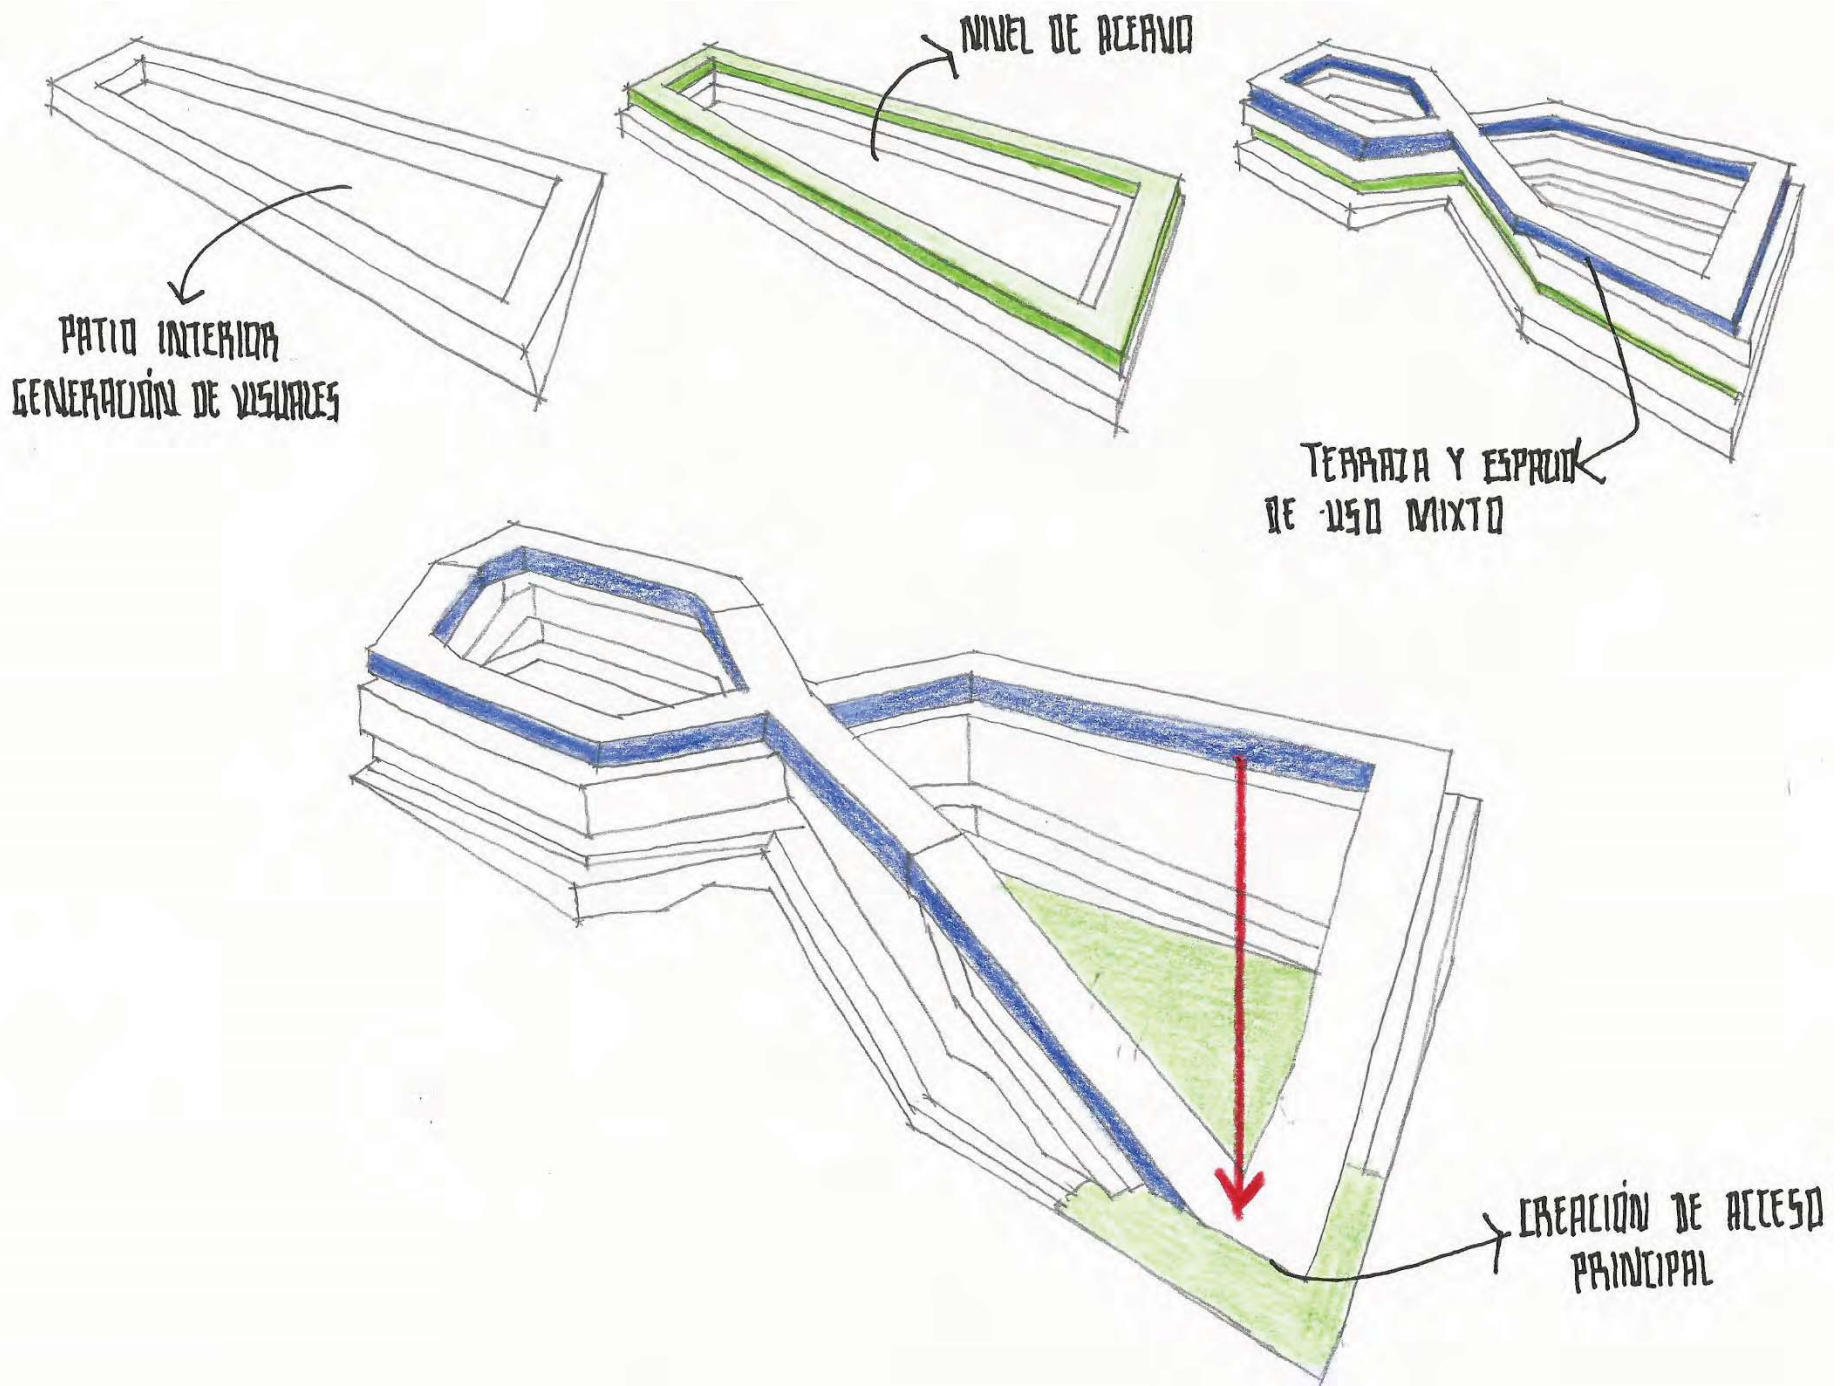 NIVEL DE ACERVO
PATIO INTERIOR
GENERACIÓN DE VISUALES
TERRAZA Y ESPACIO
DE USO MIXTO
CREACIÓN DE ACCESO
PRINCIPAL